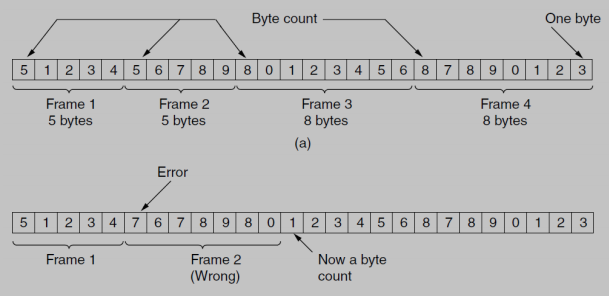 Byte count One byte
5 1 2 3 4 5 6 7 8 9 8 0 1 2 3 4 5 6 8 7 8 9 0 1 2 3
Frame 1 Frame 2 Frame 3 Frame 4
5 bytes 5 bytes 8 bytes 8 bytes
(a)
Error
5 1 2 3 4 7 6 7 8 9 8 0 1 2 3 4 5 6 8 7 8 9 0 1 2 3
Frame 1 Frame 2 Now a byte
(Wrong) count